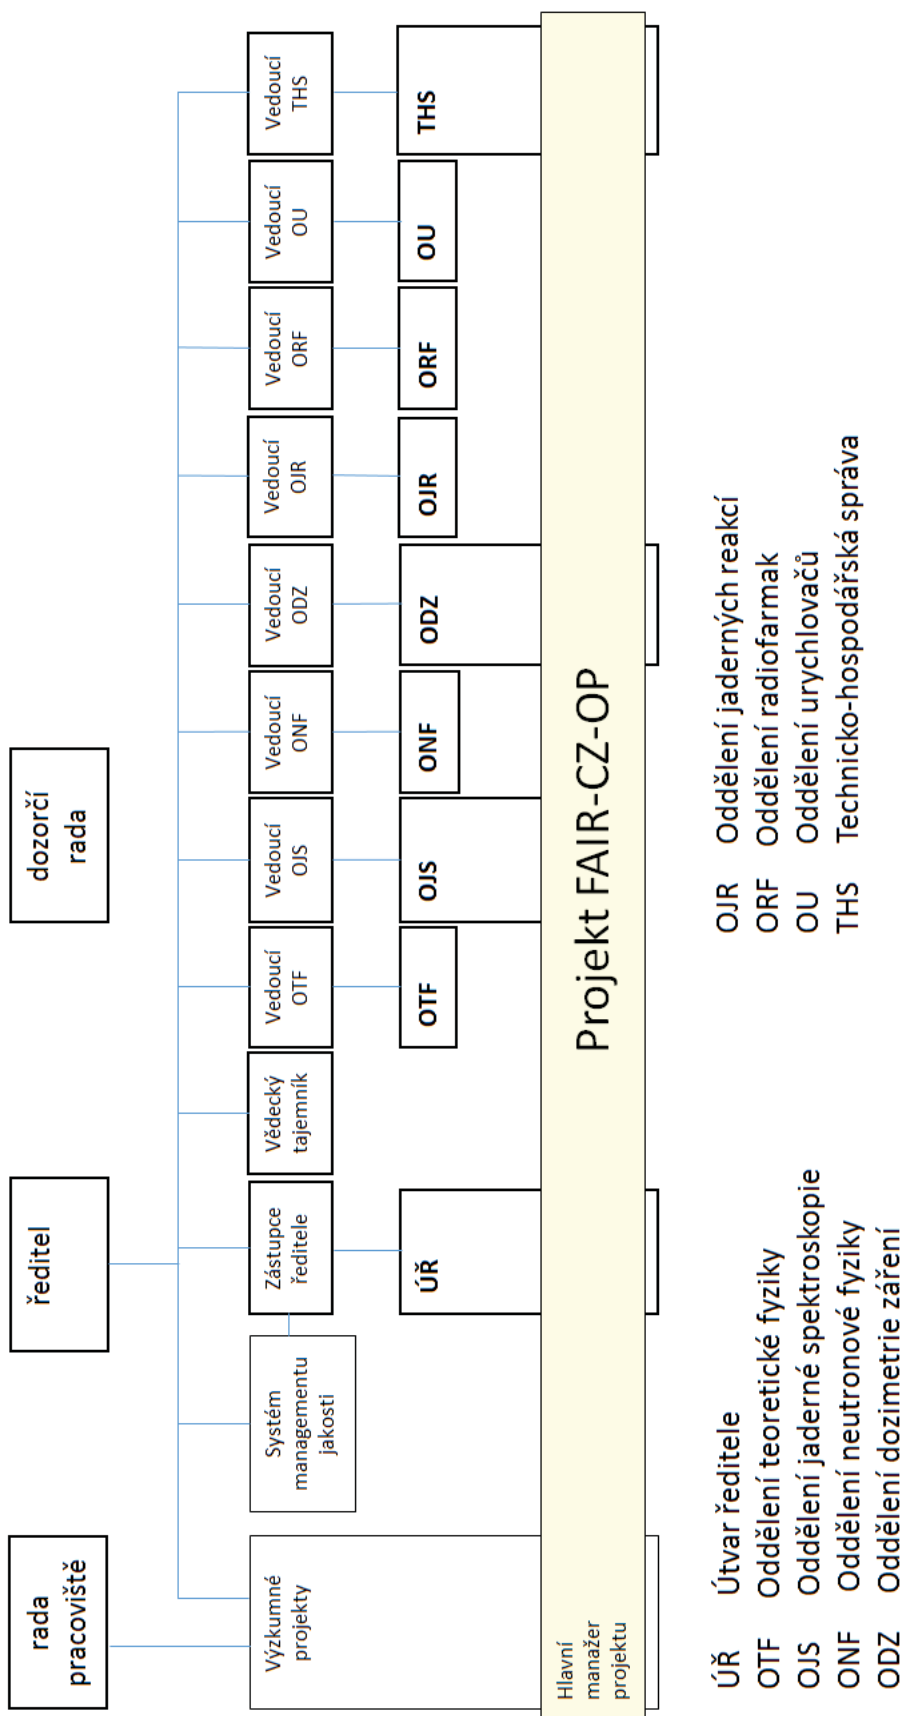 rada
pracoviště
ředitel
dozorčí
rada
Výzkumné
projekty
Systém
managementu
jakosti
Zástupce
ředitele
Vědecký
tajemník
Vedoucí
OTF
Vedoucí
OJS
Vedoucí
ONF
Vedoucí
ODZ
Vedoucí
OJR
Vedoucí
ORF
Vedoucí
OU
Vedoucí
THS
ÚŘ
OTF
OJS
ONF
ODZ
OJR
ORF
OU
THS
Hlavní
manažer
projektu
Projekt FAIR-CZ-OP
ÚŘ Útvar ředitele
OTF Oddělení teoretické fyziky
OJS Oddělení jaderné spektroskopie
ONF Oddělení neutronové fyziky
ODZ Oddělení dozimetrie záření
OJR Oddělení jaderných reakcí
ORF Oddělení radiofarmak
OU Oddělení urychlovačů
THS Technicko-hospodářská správa